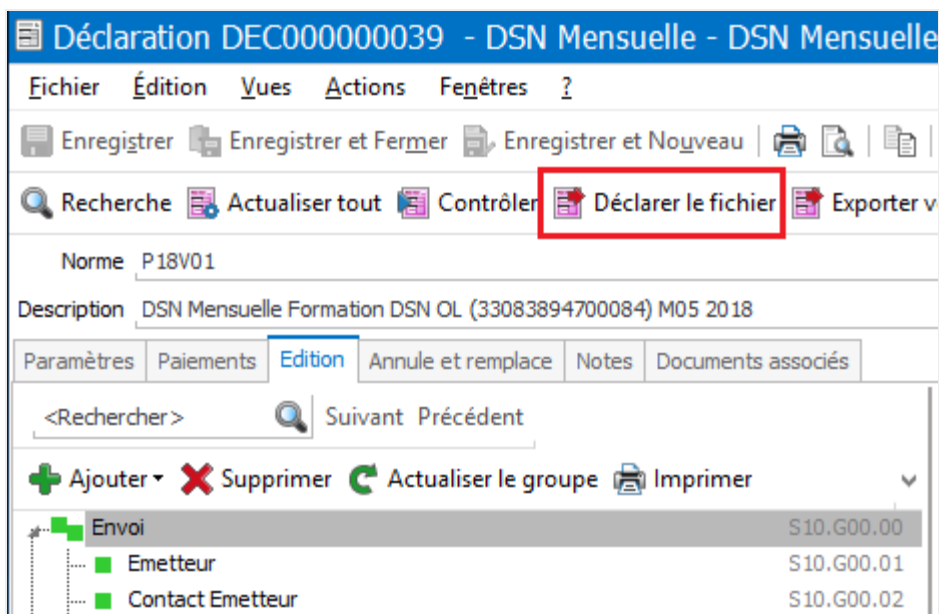 Déclaration DEC000000039 - DSN Mensuelle - DSN Mensuelle
Fichier Édition Vues Actions Fenêtres ?
Enregistrer Enregistrer et Fermer Enregistrer et Nouveau
Recherche Actualiser tout Contrôler Déclarer le fichier Exporter
Norme P18V01
Description DSN Mensuelle Formation DSN OL (33083894700084) M05 2018
Paramètres Paiements Edition Annule et remplace Notes Documents associés
<Rechercher> Suivant Précédent
Ajouter Supprimer Actualiser le groupe Imprimer
Envoi S10.G00.00
Emetteur S10.G00.01
Contact Emetteur S10.G00.02